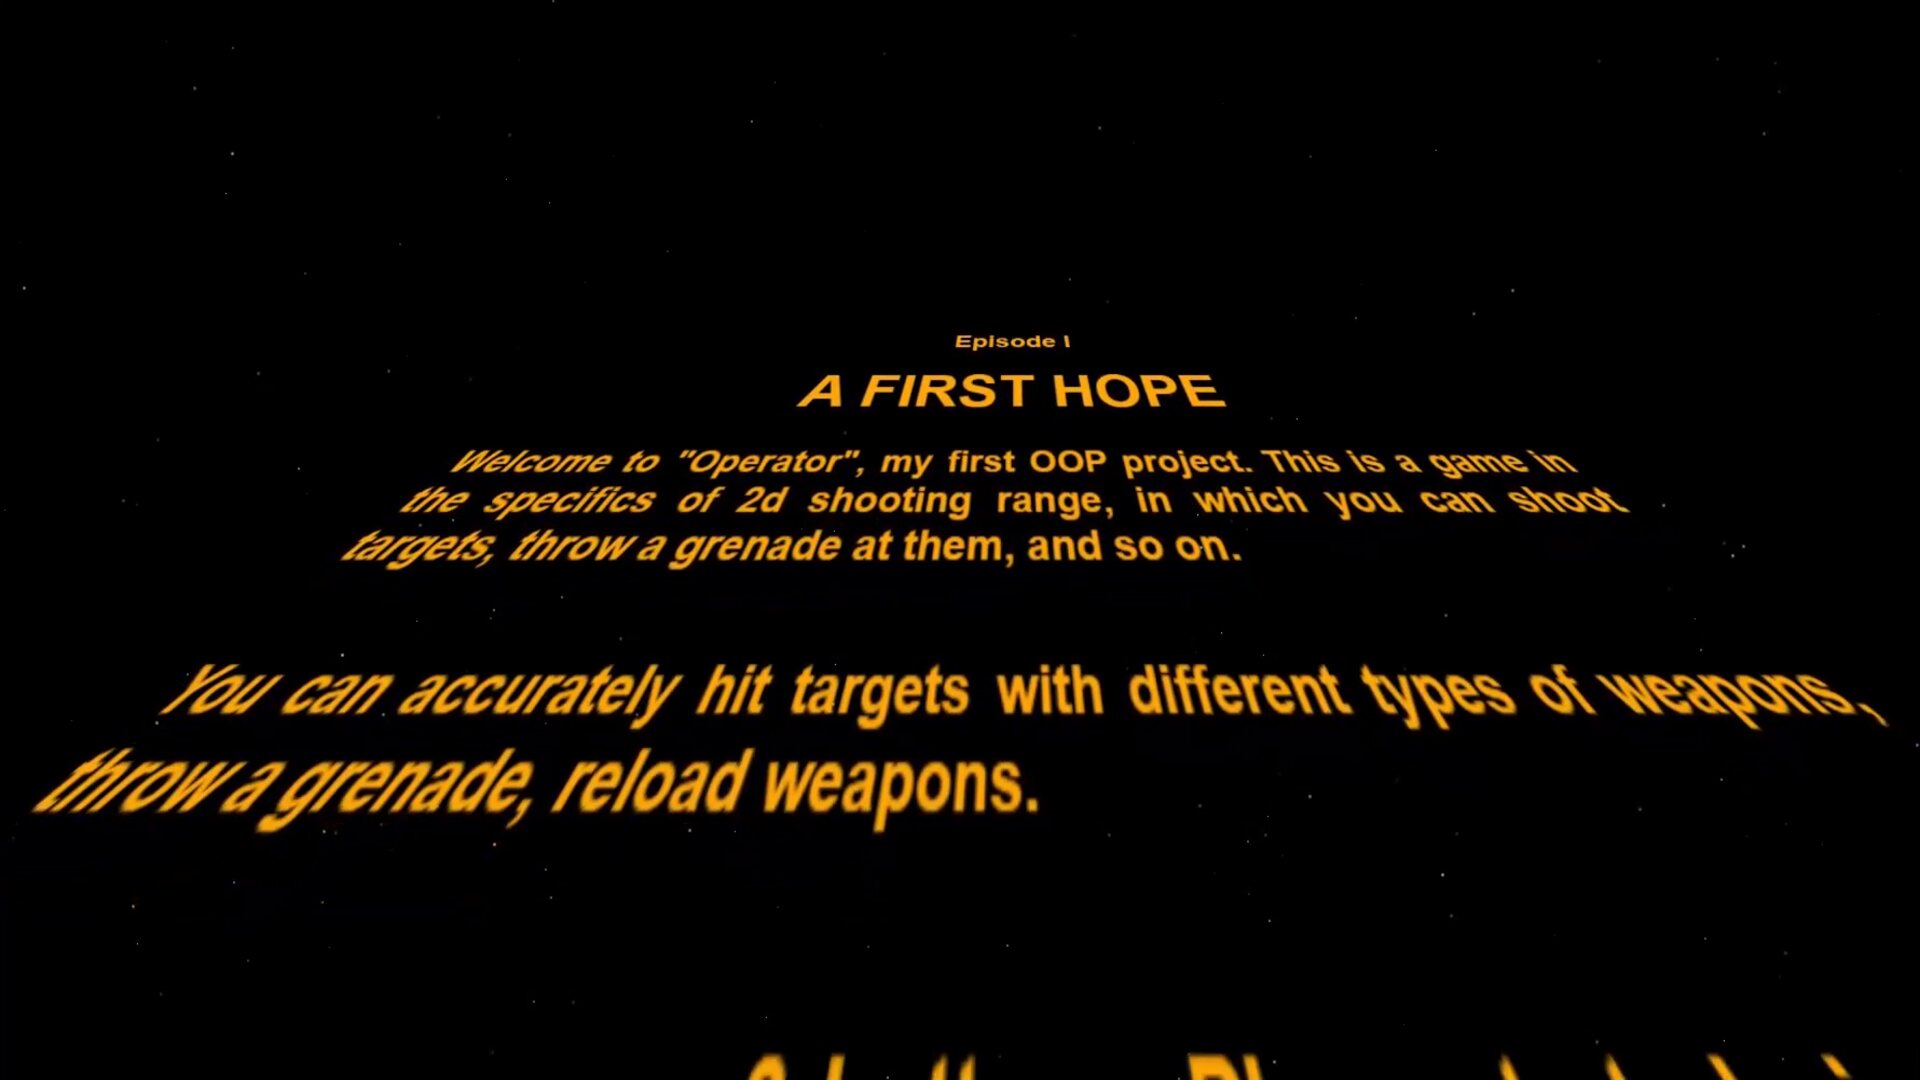 Episode I
A FIRST HOPE
Welcome to "Operator", my first OOP project. This is a game in
the specifics of 2d shooting range, in which you can shoot
targets, throw a grenade at them, and so on.
You can accurately hit targets with different types of weapons,
throw a grenade, reload weapons.